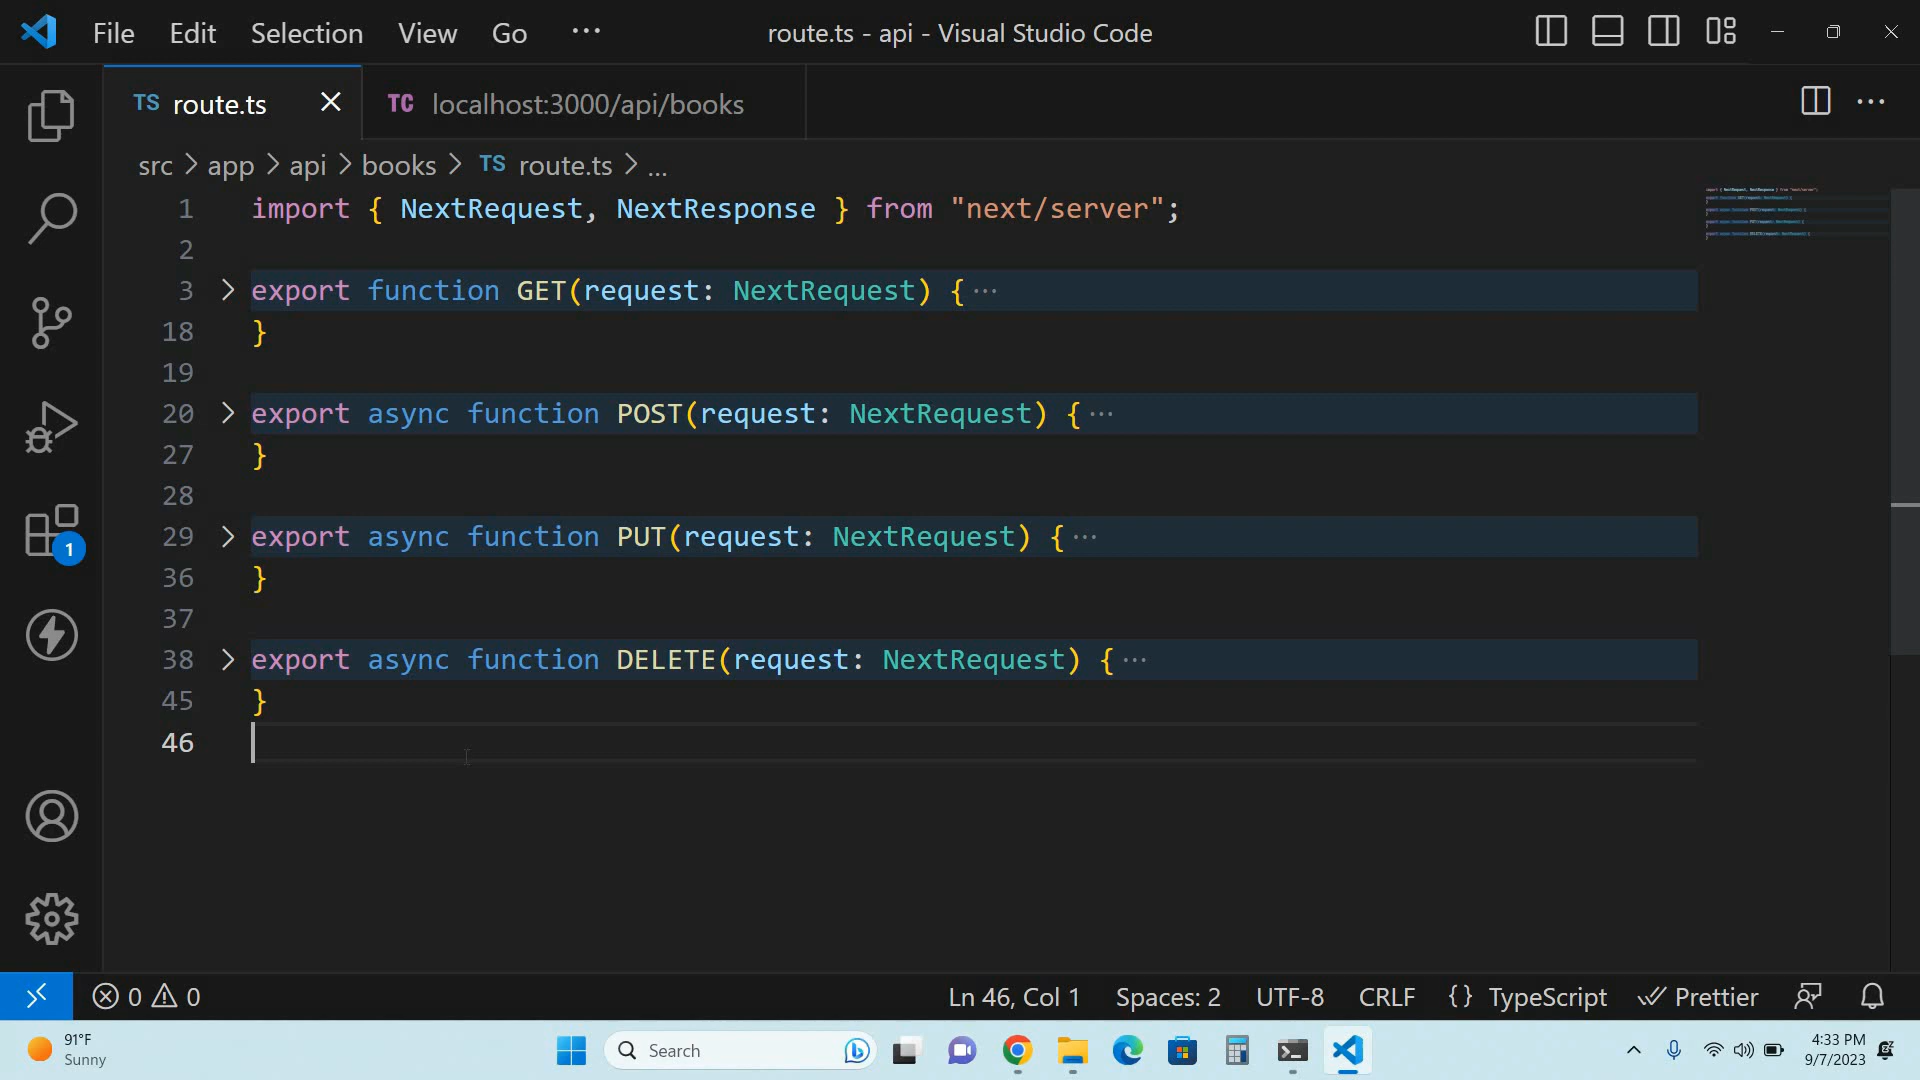 File Edit Selection View Go ··· route.ts - api - Visual Studio Code
TS route.ts TC localhost:3000/api/books
src > app > api > books > TS route.ts > ...
1 import { NextRequest, NextResponse } from "next/server";
2
3 export function GET(request: NextRequest) {···
18 }
19
20 export async function POST(request: NextRequest) {···
27 }
28
29 export async function PUT(request: NextRequest) {···
36 }
37
38 export async function DELETE(request: NextRequest) {···
45 }
46
1
0 0 Ln 46, Col 1 Spaces: 2 UTF-8 CRLF {} TypeScript Prettier
91°F
Sunny
Search
4:33 PM
9/7/2023